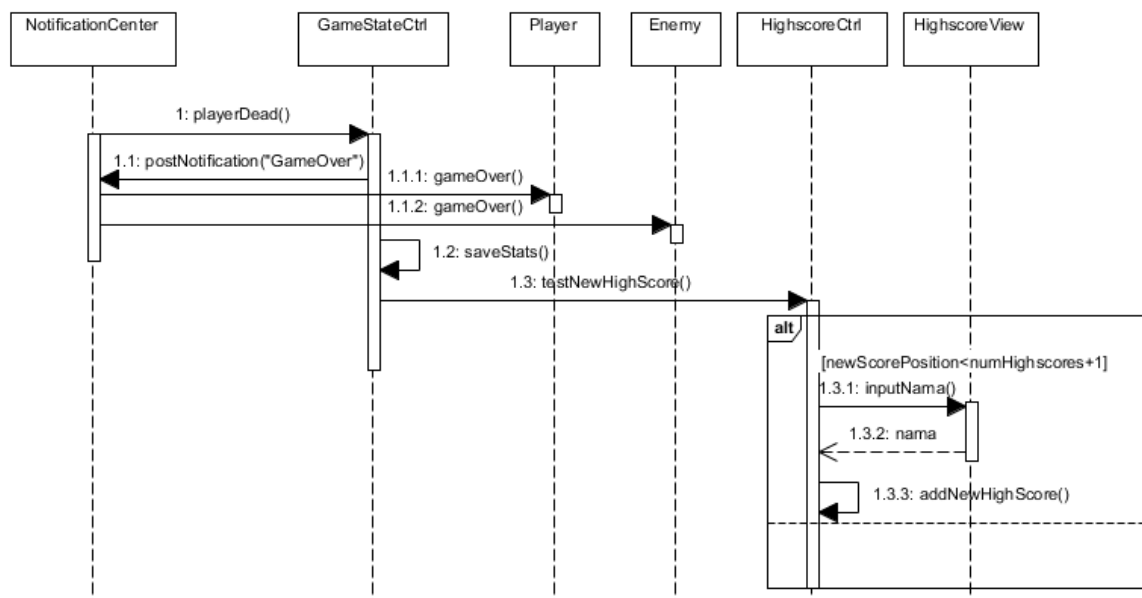 NotificationCenter
GameStateCtrl
Player
Enemy
HighscoreCtrl
HighscoreView
1: playerDead()
1.1: postNotification("GameOver")
1.1.1: gameOver()
1.1.2: gameOver()
1.2: saveStats()
1.3: testNewHighScore()
alt
[newScorePosition<numHighscores+1]
1.3.1: inputNama()
1.3.2: nama
1.3.3: addNewHighScore()